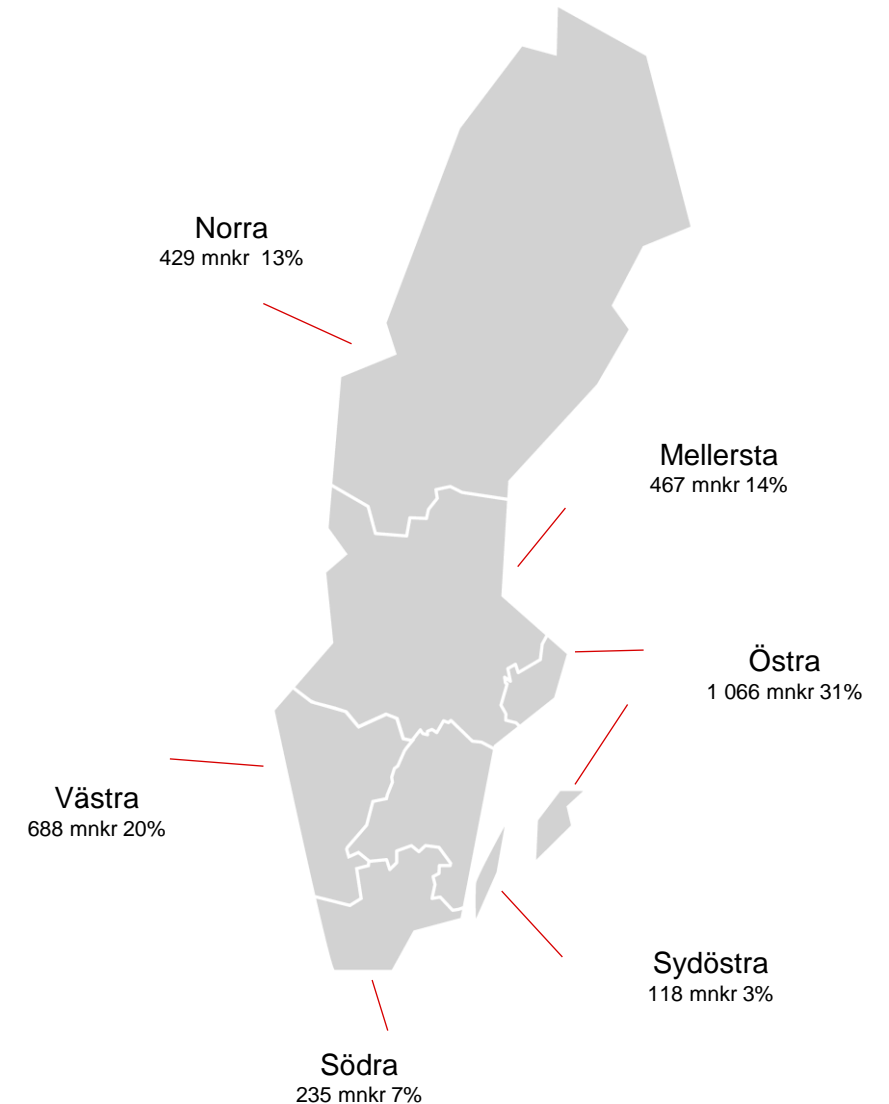 Norra
429 mnkr  13%
Mellersta
467 mnkr 14%
Östra
1 066 mnkr 31%
Västra
688 mnkr 20%
Sydöstra
118 mnkr 3%
Södra
235 mnkr 7%